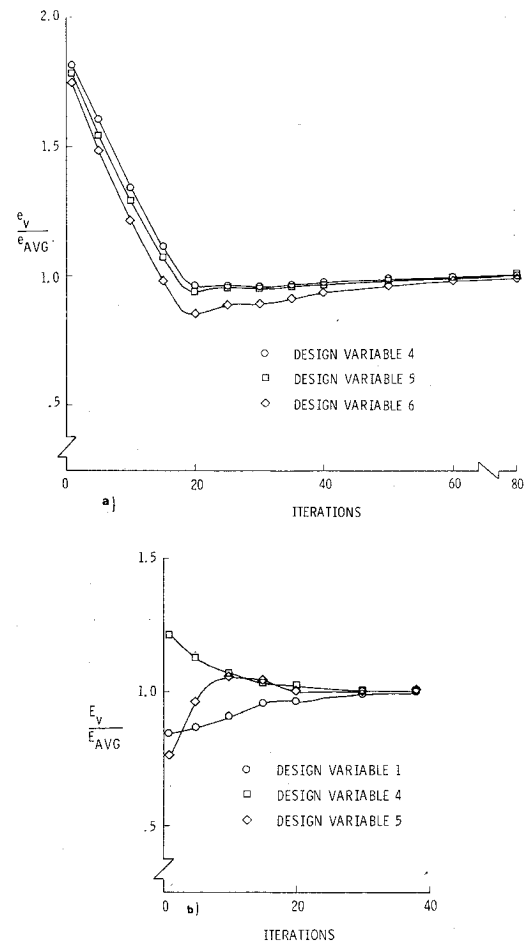 2.0
1.5
e_v
e_AVG
1.0
.5
○ DESIGN VARIABLE 4
□ DESIGN VARIABLE 5
◇ DESIGN VARIABLE 6
0 20 40 60 80
a)
ITERATIONS
1.5
E_v
E_AVG
1.0
.5
○ DESIGN VARIABLE 1
□ DESIGN VARIABLE 4
◇ DESIGN VARIABLE 5
0 20 40
b)
ITERATIONS